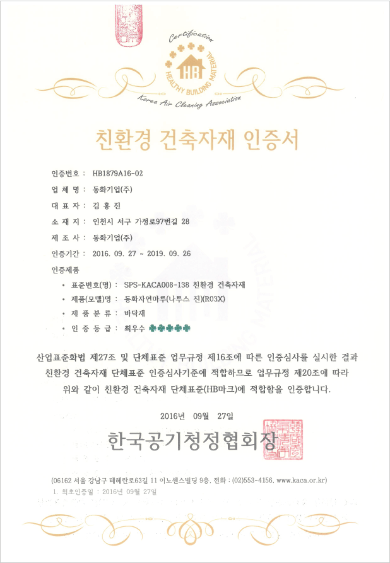 Certification
HEALTHY BUILDING MATERIAL
HB
Korea Air Cleaning Association
친환경 건축자재 인증서
인증번호 : HB1879A16-02
업 체 명 : 동화기업(주)
대 표 자 : 김 홍 진
소 재 지 : 인천시 서구 가정로97번길 28
제 조 사 : 동화기업(주)
인증기간 : 2016. 09. 27 ~ 2019. 09. 26
인증제품
• 표준번호(명) : SPS-KACA008-138 친환경 건축자재
• 제품(모델)명 : 동화자연마루(나투스 진)(R03X)
• 제 품 분 류 : 바닥재
• 인 증 등 급 : 최우수
산업표준화법 제27조 및 단체표준 업무규정 제16조에 따른 인증심사를 실시한 결과
친환경 건축자재 단체표준 인증심사기준에 적합하므로 업무규정 제20조에 따라
위와 같이 친환경 건축자재 단체표준(HB마크)에 적합함을 인증합니다.
2016년 09월 27일
한국공기청정협회장
(06162 서울 강남구 테헤란로63길 11 이노센스빌딩 9층, 전화 : (02)553-4156, www.kaca.or.kr)
1. 최초인증일 : 2016년 09월 27일